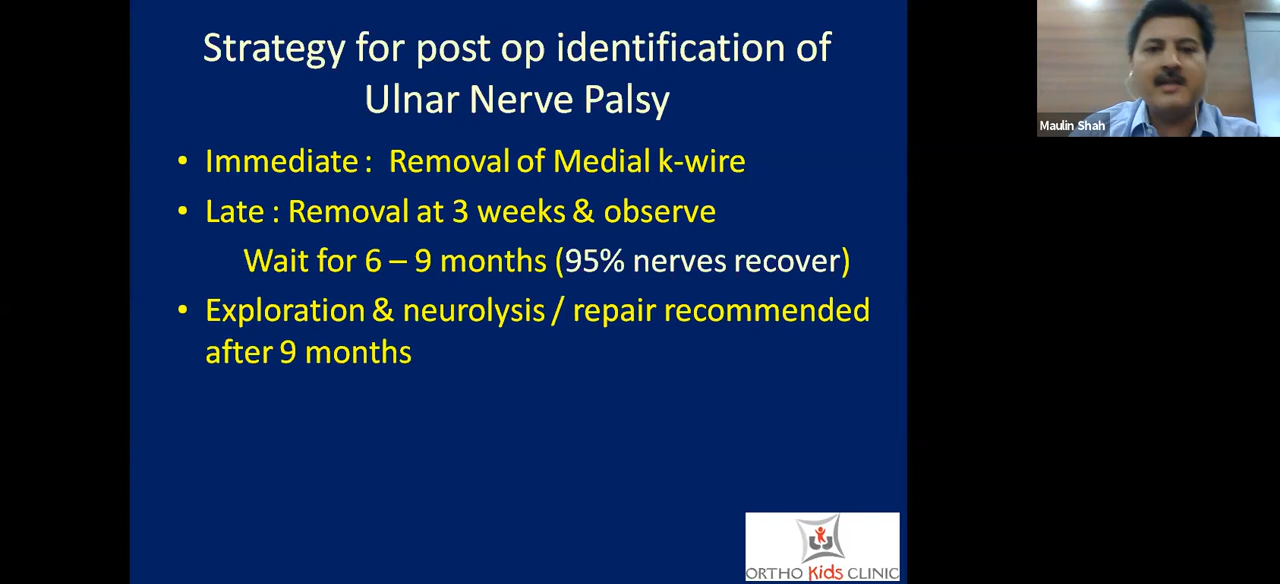 Strategy for post op identification of
Ulnar Nerve Palsy
• Immediate : Removal of Medial k-wire
• Late : Removal at 3 weeks & observe
Wait for 6 – 9 months (95% nerves recover)
• Exploration & neurolysis / repair recommended
after 9 months
Maulin Shah
ORTHO Kids CLINIC